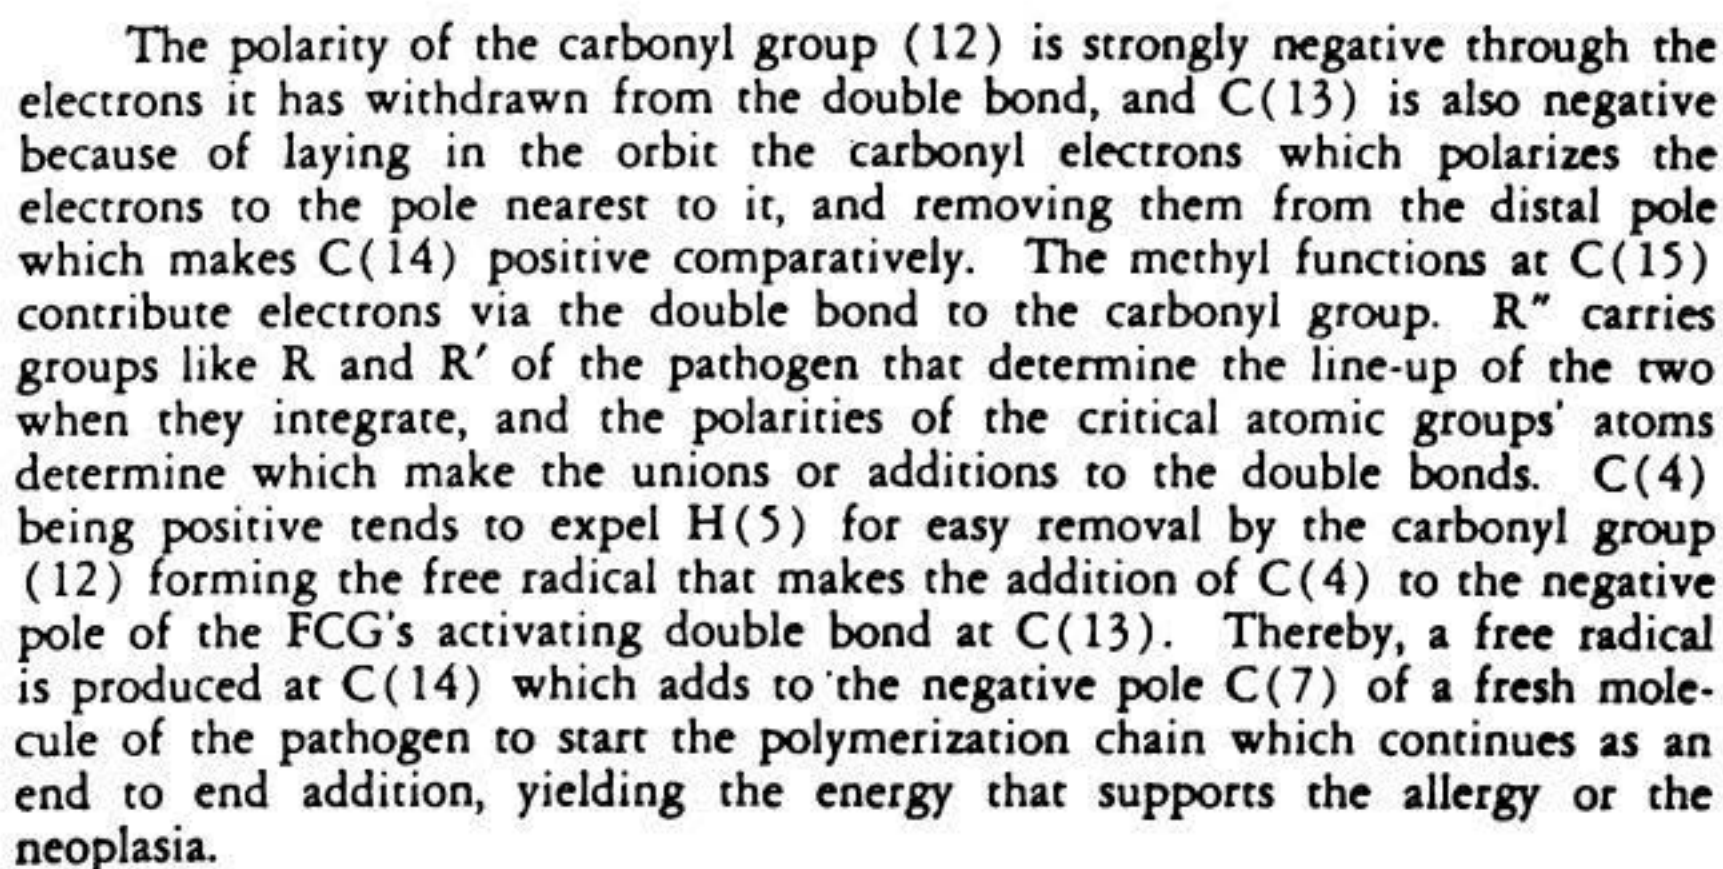 The polarity of the carbonyl group (12) is strongly negative through the
electrons it has withdrawn from the double bond, and C(13) is also negative
because of laying in the orbit the carbonyl electrons which polarizes the
electrons to the pole nearest to it, and removing them from the distal pole
which makes C(14) positive comparatively. The methyl functions at C(15)
contribute electrons via the double bond to the carbonyl group. R″ carries
groups like R and R′ of the pathogen that determine the line-up of the two
when they integrate, and the polarities of the critical atomic groups' atoms
determine which make the unions or additions to the double bonds. C(4)
being positive tends to expel H(5) for easy removal by the carbonyl group
(12) forming the free radical that makes the addition of C(4) to the negative
pole of the FCG's activating double bond at C(13). Thereby, a free radical
is produced at C(14) which adds to the negative pole C(7) of a fresh mole-
cule of the pathogen to start the polymerization chain which continues as an
end to end addition, yielding the energy that supports the allergy or the
neoplasia.